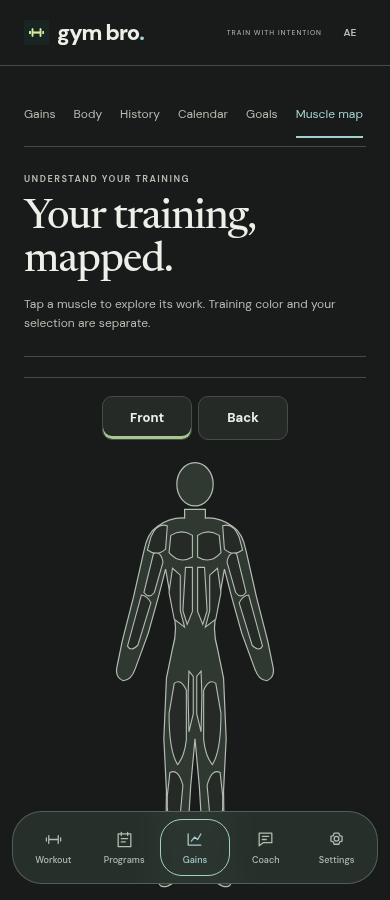 gym bro.
TRAIN WITH INTENTION
AE
Gains Body History Calendar Goals Muscle map
UNDERSTAND YOUR TRAINING
Your training,
mapped.
Tap a muscle to explore its work. Training color and your
selection are separate.
Front Back
Workout Programs Gains Coach Settings